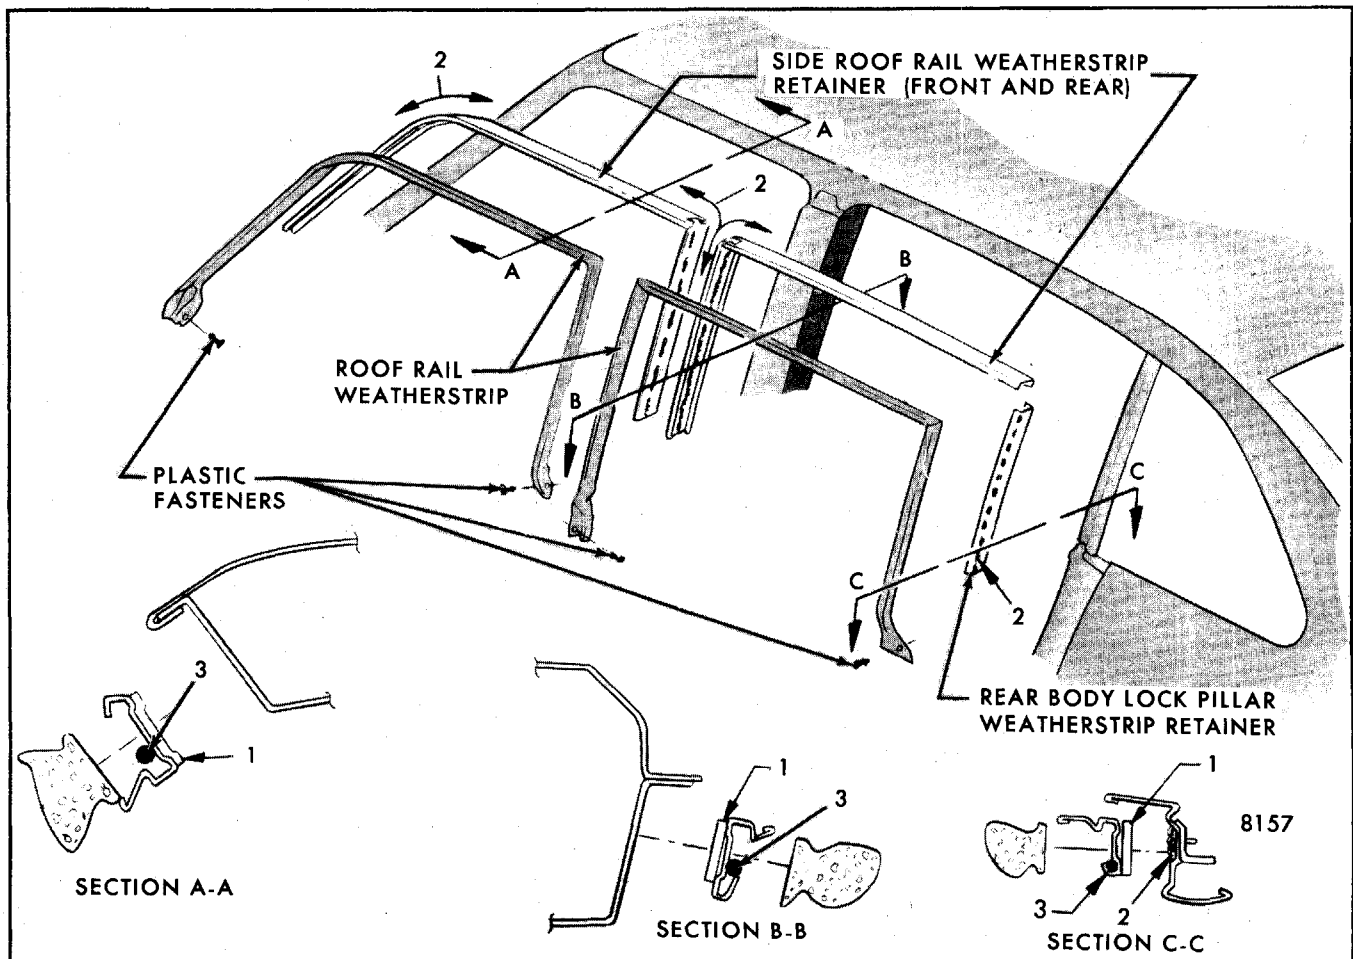 2
SIDE ROOF RAIL WEATHERSTRIP
RETAINER (FRONT AND REAR)
A
2
A
B
ROOF RAIL
WEATHERSTRIP
B
PLASTIC
FASTENERS
C
C
2
3
1
REAR BODY LOCK PILLAR
WEATHERSTRIP RETAINER
1
3
1
8157
3
2
SECTION A-A
SECTION B-B
SECTION C-C